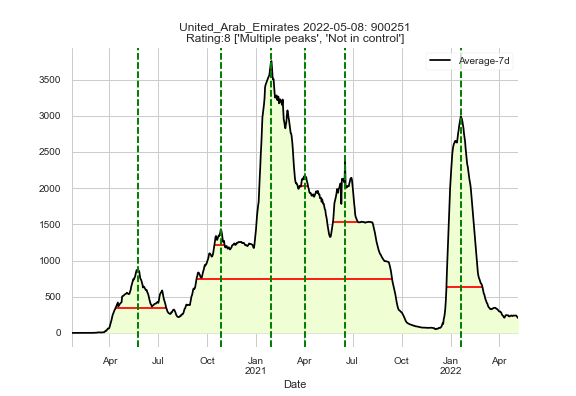 United_Arab_Emirates 2022-05-08: 900251
Rating:8 ['Multiple peaks', 'Not in control']
Average-7d
3500
3000
2500
2000
1500
1000
500
0
Apr Jul Oct Jan Apr Jul Oct Jan Apr
2021 2022
Date